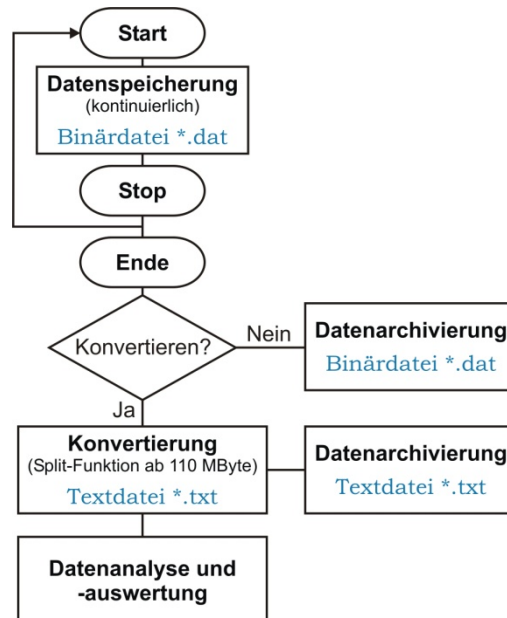 Start
Datenspeicherung
(kontinuierlich)
Binärdatei *.dat
Stop
Ende
Konvertieren?
Nein
Datenarchivierung
Binärdatei *.dat
Ja
Konvertierung
(Split-Funktion ab 110 MByte)
Textdatei *.txt
Datenarchivierung
Textdatei *.txt
Datenanalyse und
-auswertung